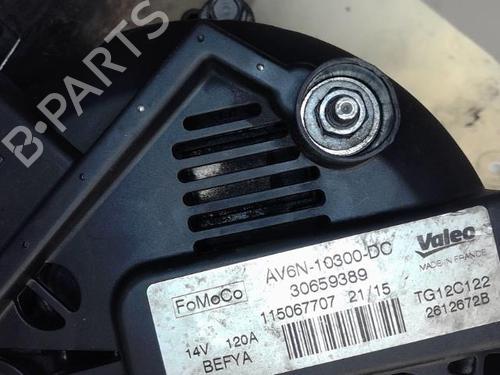 B-PARTS
FoMoCo
AV6N-10300-DC
30659389
115067707 21/15
14V 120A
BEFYA
Valeo
MADE IN FRANCE
TG12C122
2612672B